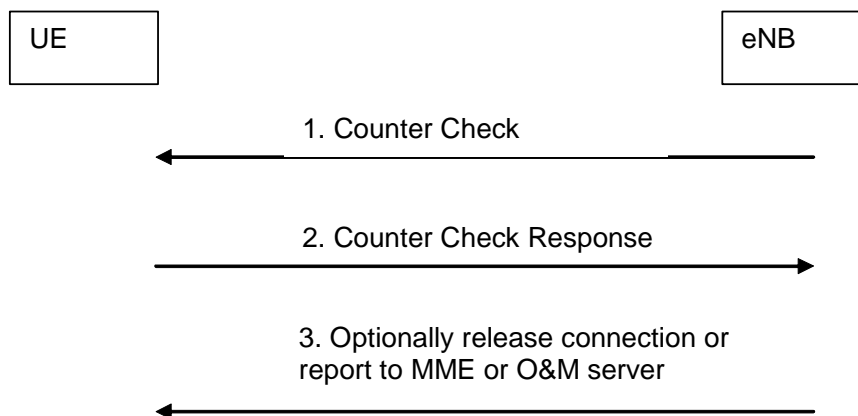 UE
eNB
1. Counter Check
2. Counter Check Response
3. Optionally release connection or
report to MME or O&M server